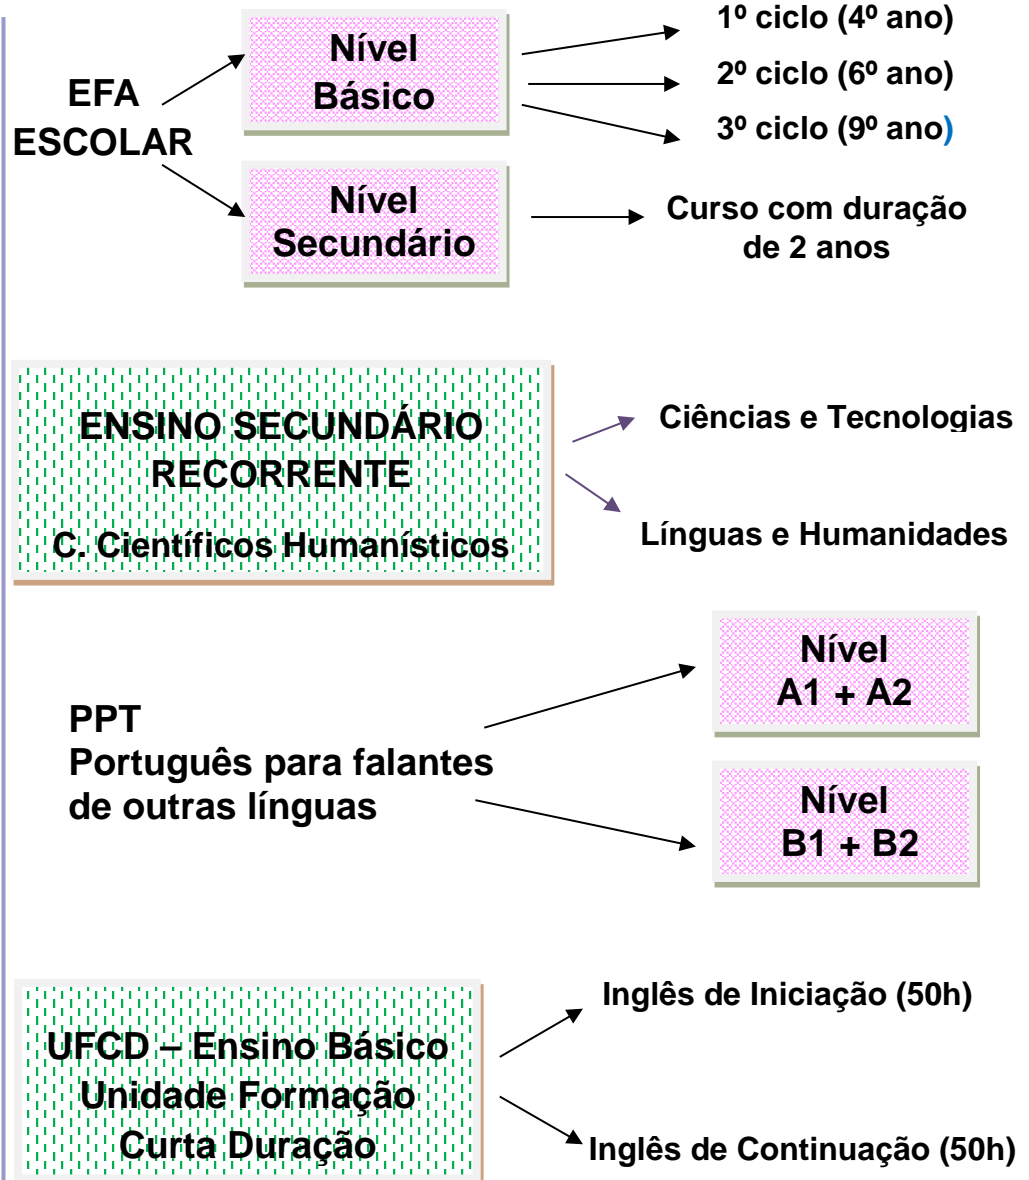 EFA
ESCOLAR
Nível
Básico
1º ciclo (4º ano)
2º ciclo (6º ano)
3º ciclo (9º ano)
Nível
Secundário
Curso com duração
de 2 anos
ENSINO SECUNDÁRIO
RECORRENTE
C. Científicos Humanísticos
Ciências e Tecnologias
Línguas e Humanidades
PPT
Português para falantes
de outras línguas
Nível
A1 + A2
Nível
B1 + B2
UFCD – Ensino Básico
Unidade Formação
Curta Duração
Inglês de Iniciação (50h)
Inglês de Continuação (50h)